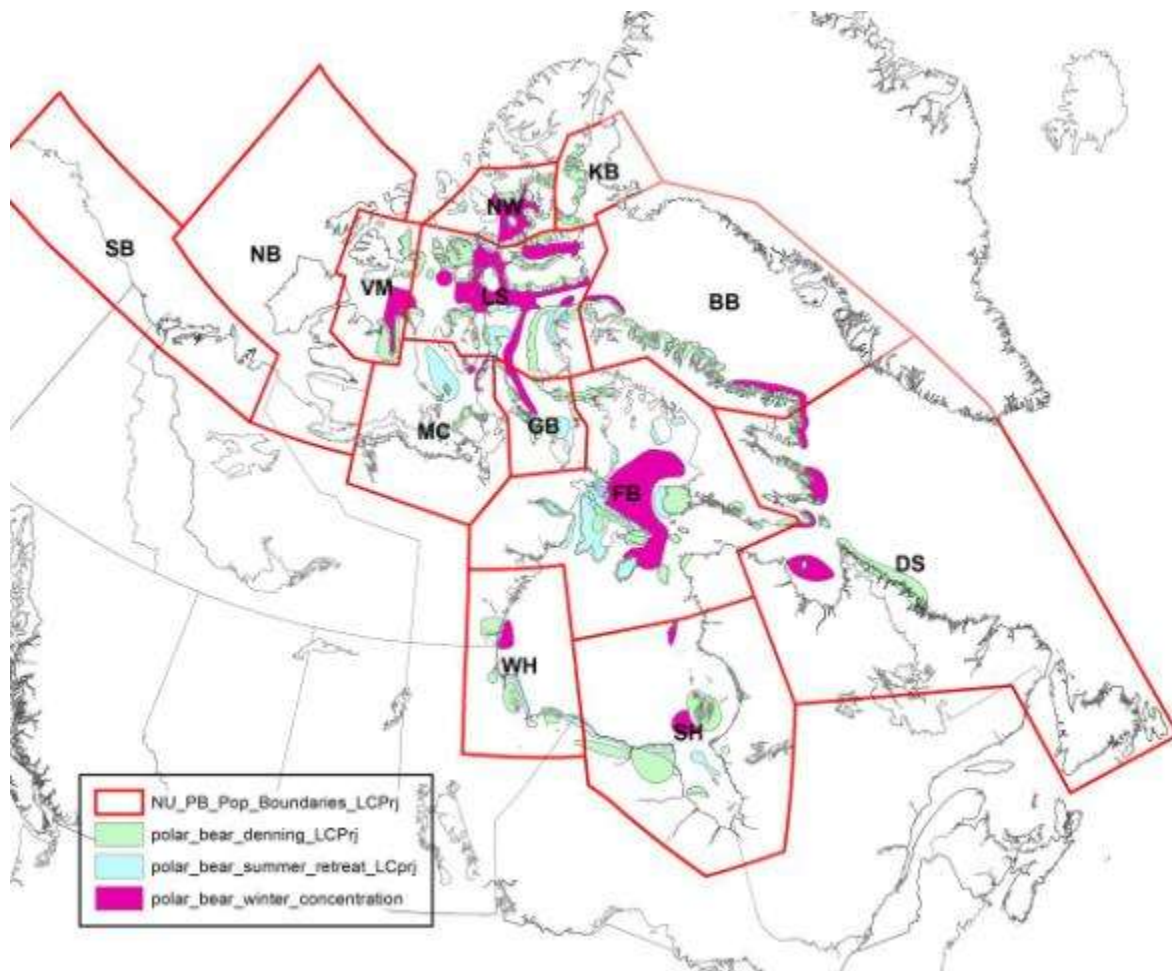 KB
NW
SB
NB
VM
LS
BB
MC
GB
FB
DS
WH
SH
NU_PB_Pop_Boundaries_LCPrj
polar_bear_denning_LCPrj
polar_bear_summer_retreat_LCprj
polar_bear_winter_concentration